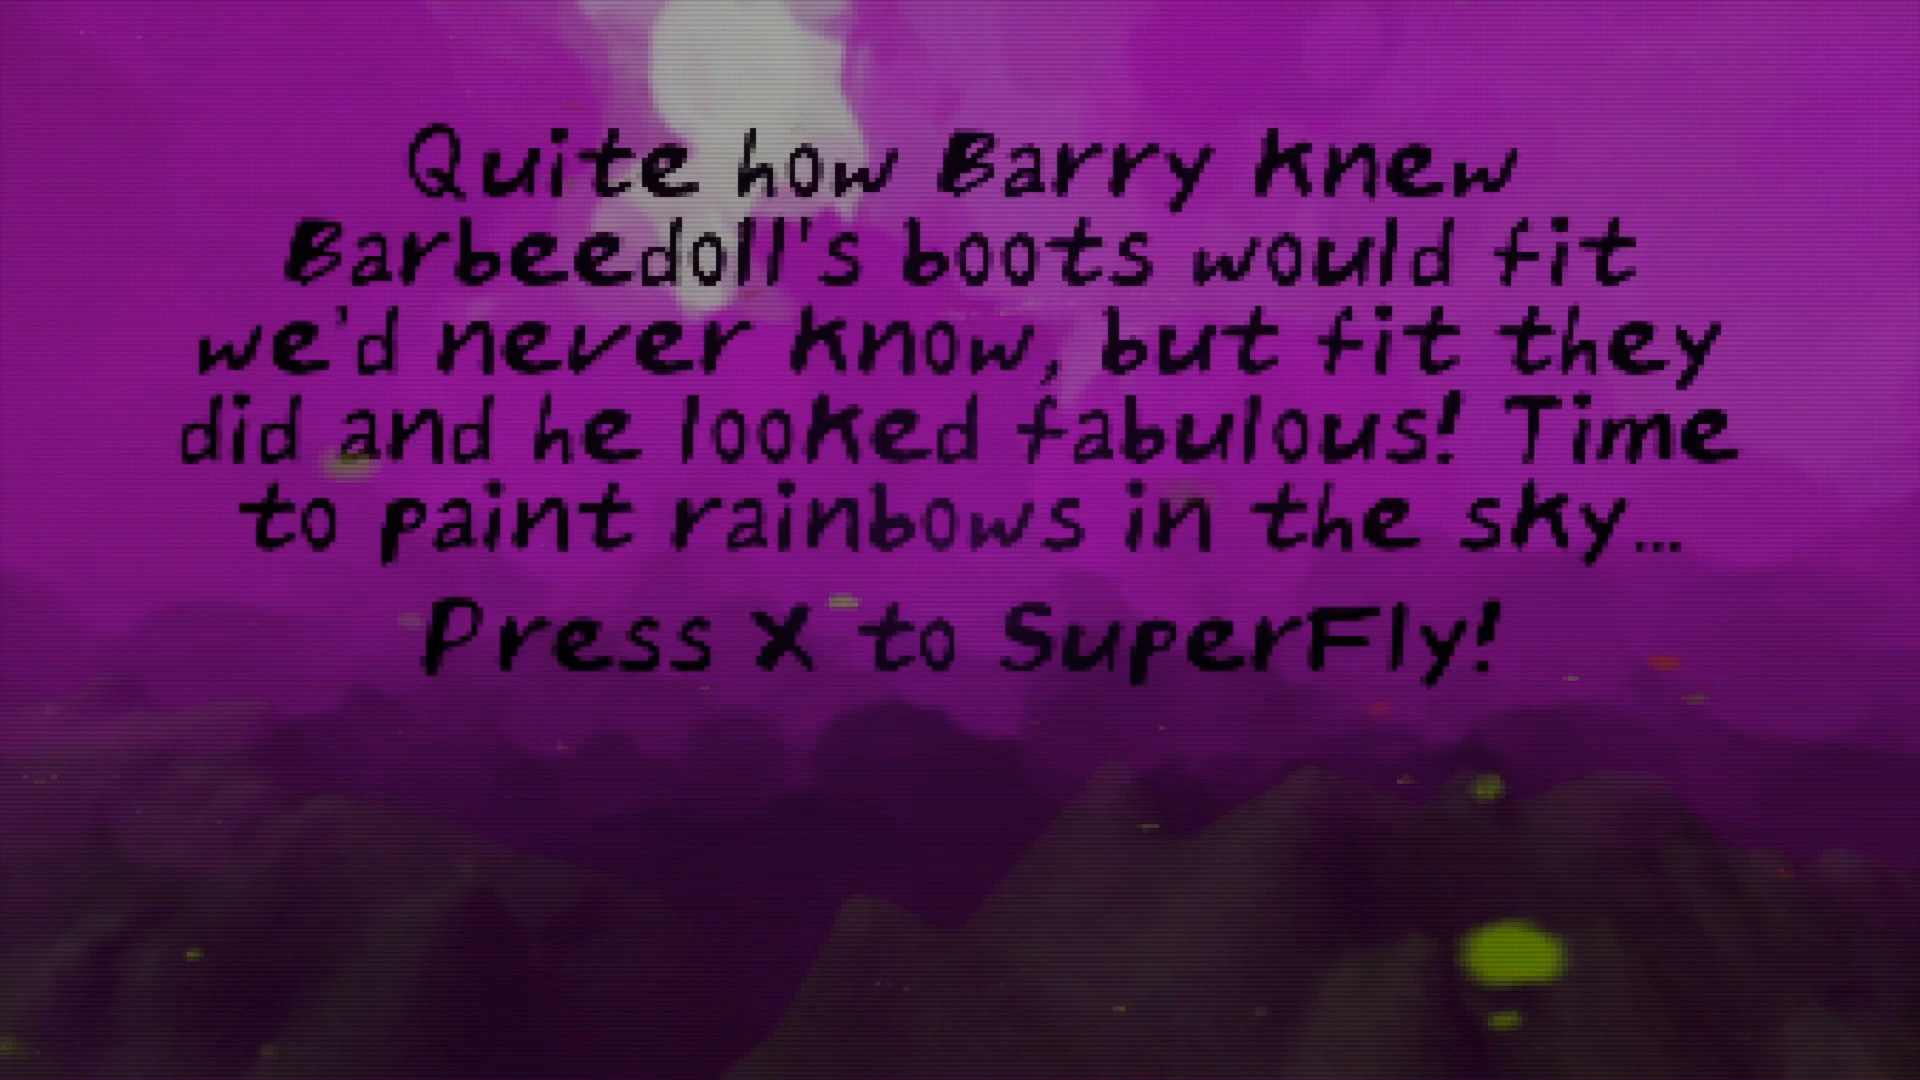 Quite how Barry knew
Barbeedoll's boots would fit
we'd never know, but fit they
did and he looked fabulous! Time
to paint rainbows in the sky...
Press X to SuperFly!